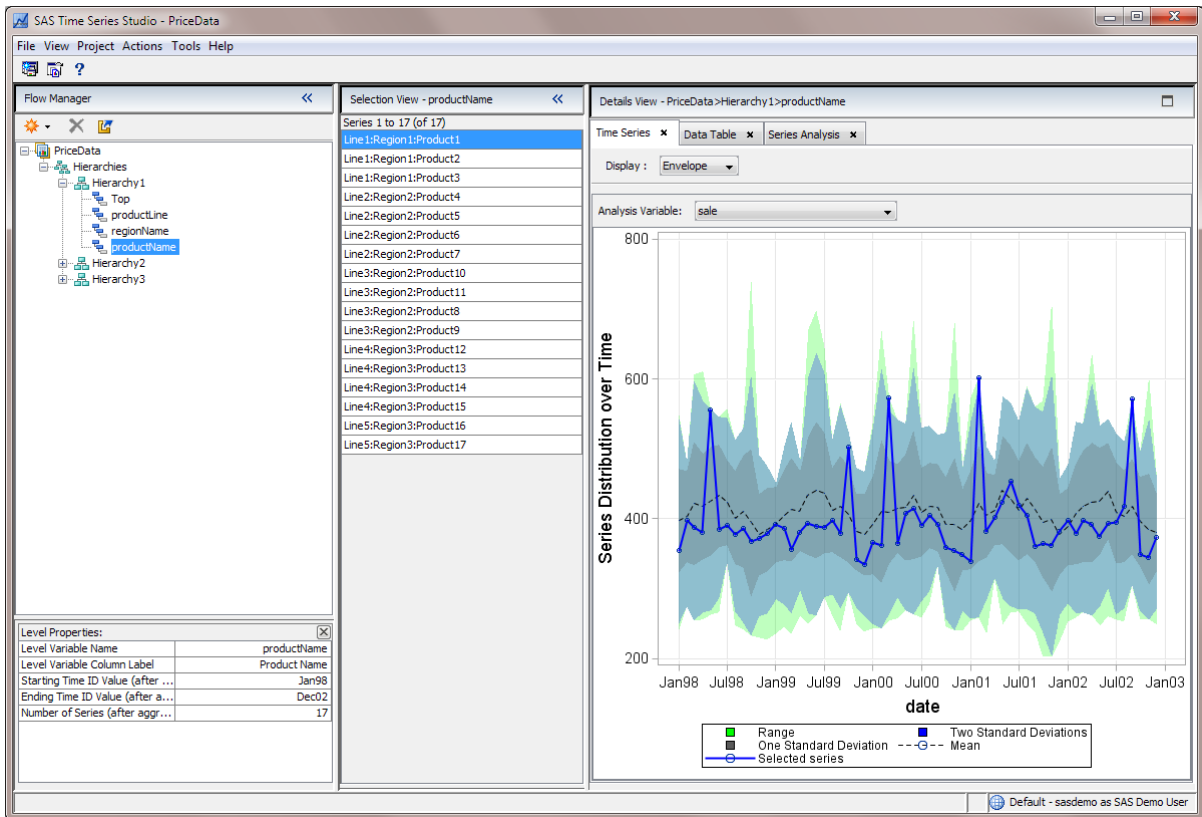 SAS Time Series Studio - PriceData
File View Project Actions Tools Help
?
Flow Manager
PriceData
Hierarchies
Hierarchy1
Top
productLine
regionName
productName
Hierarchy2
Hierarchy3
Level Properties:
Level Variable Name productName
Level Variable Column Label Product Name
Starting Time ID Value (after ... Jan98
Ending Time ID Value (after a... Dec02
Number of Series (after aggr... 17
Selection View - productName
Series 1 to 17 (of 17)
Line1:Region1:Product1
Line1:Region1:Product2
Line1:Region1:Product3
Line2:Region2:Product4
Line2:Region2:Product5
Line2:Region2:Product6
Line2:Region2:Product7
Line3:Region2:Product10
Line3:Region2:Product11
Line3:Region2:Product8
Line3:Region2:Product9
Line4:Region3:Product12
Line4:Region3:Product13
Line4:Region3:Product14
Line4:Region3:Product15
Line5:Region3:Product16
Line5:Region3:Product17
Details View - PriceData>Hierarchy1>productName
Time Series Data Table Series Analysis
Display : Envelope
Analysis Variable: sale
Series Distribution over Time
800
600
400
200
Jan98 Jul98 Jan99 Jul99 Jan00 Jul00 Jan01 Jul01 Jan02 Jul02 Jan03
date
Range Two Standard Deviations
One Standard Deviation Mean
Selected series
Default - sasdemo as SAS Demo User